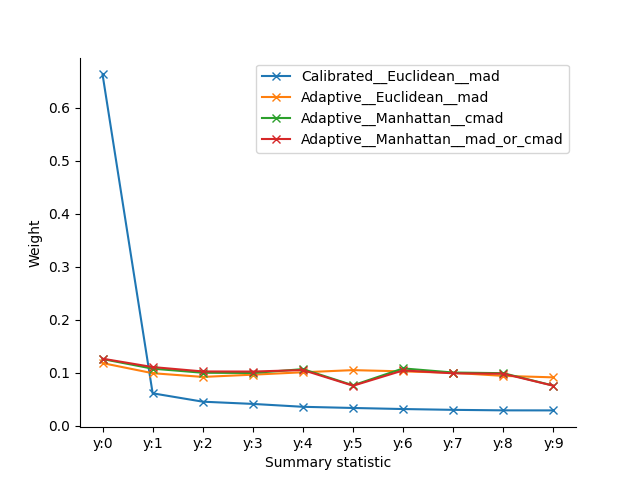 Calibrated__Euclidean__mad
Adaptive__Euclidean__mad
Adaptive__Manhattan__cmad
Adaptive__Manhattan__mad_or_cmad
Weight
0.6
0.5
0.4
0.3
0.2
0.1
0.0
y:0 y:1 y:2 y:3 y:4 y:5 y:6 y:7 y:8 y:9
Summary statistic